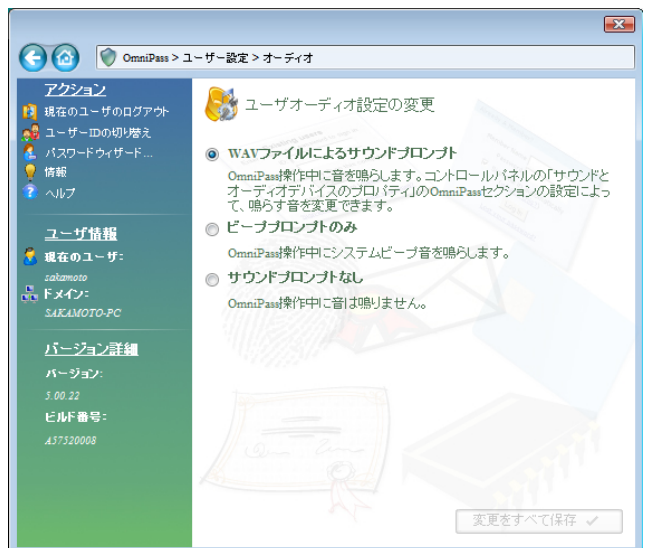 OmniPass > ユーザー設定 > オーディオ
アクション
現在のユーザのログアウト
ユーザーIDの切り替え
パスワードウィザード...
情報
ヘルプ
ユーザ情報
現在のユーザ:
sakamoto
ドメイン:
SAKAMOTO-PC
バージョン詳細
バージョン:
5.00.22
ビルド番号:
A57520008
ユーザオーディオ設定の変更
WAVファイルによるサウンドプロンプト
OmniPass操作中に音を鳴らします。コントロールパネルの「サウンドと
オーディオデバイスのプロパティ」のOmniPassセクションの設定によっ
て、鳴らす音を変更できます。
ビーププロンプトのみ
OmniPass操作中にシステムビープ音を鳴らします。
サウンドプロンプトなし
OmniPass操作中に音は鳴りません。
変更をすべて保存